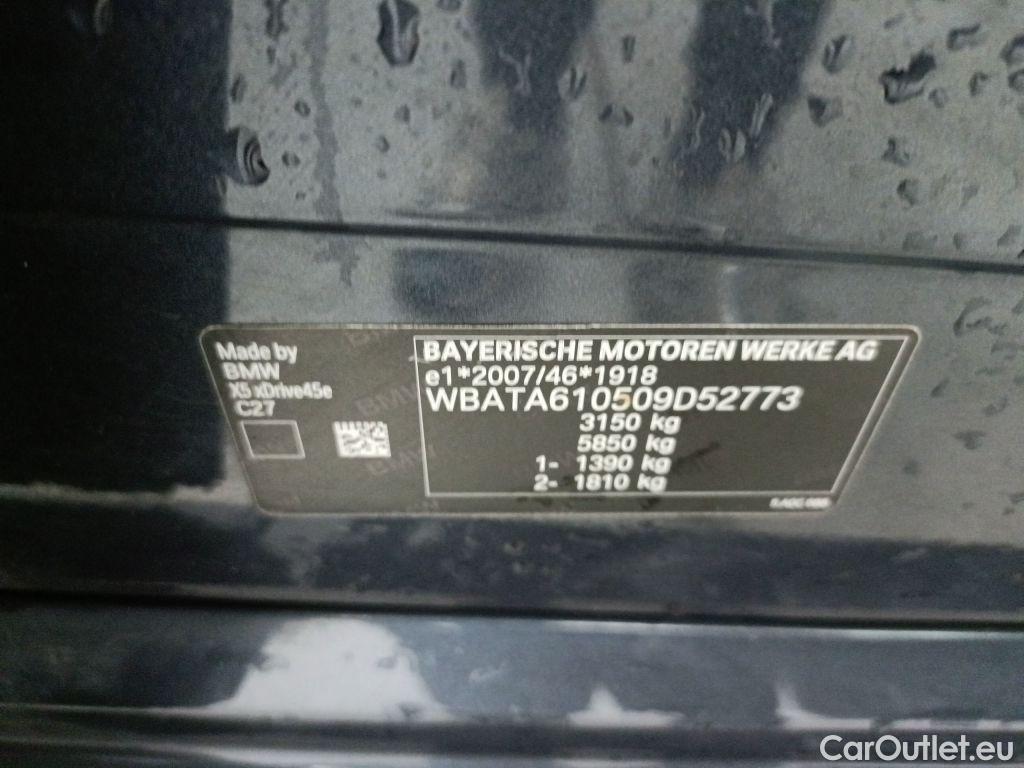 Made by
BMW
X5 xDrive45e
C27
BAYERISCHE MOTOREN WERKE AG
e1*2007/46*1918
WBATA610509D52773
3150 kg
5850 kg
1- 1390 kg
2- 1810 kg
CarOutlet.eu